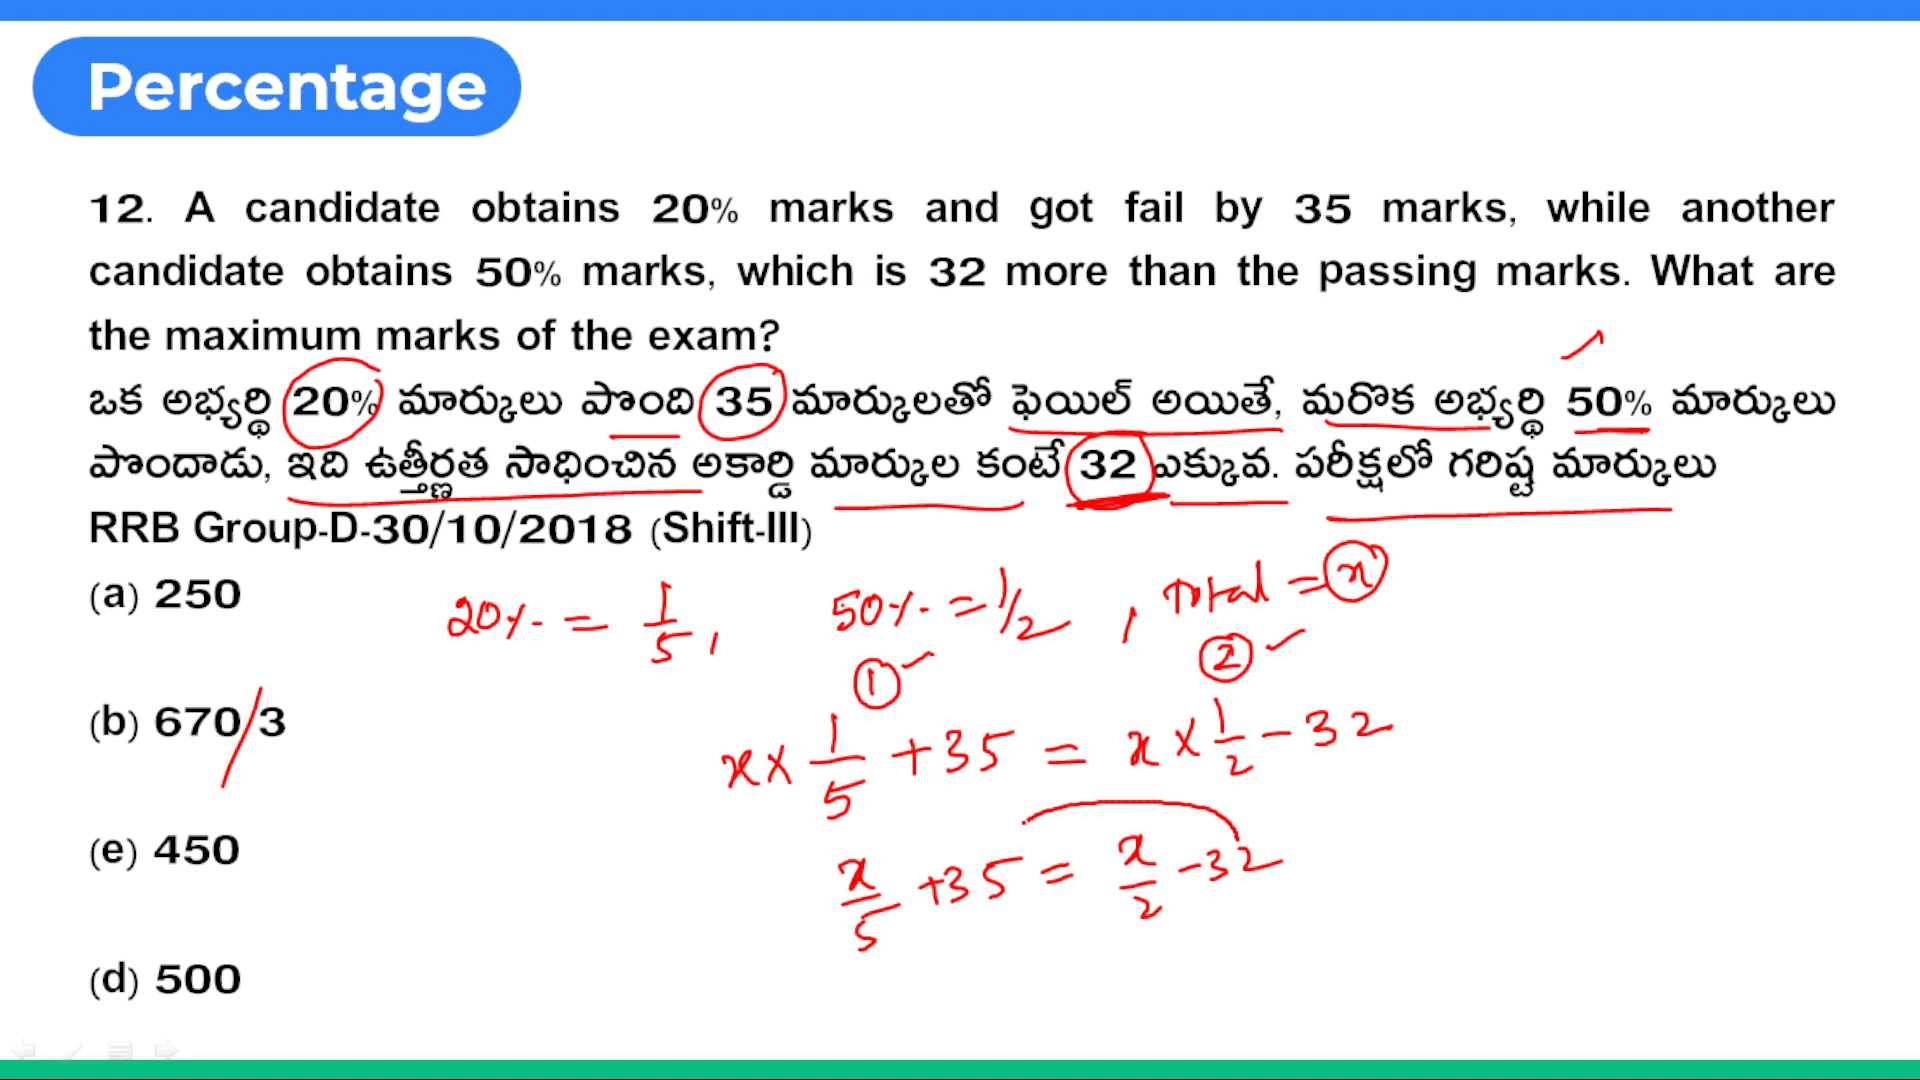 Percentage
12. A candidate obtains 20% marks and got fail by 35 marks, while another
candidate obtains 50% marks, which is 32 more than the passing marks. What are
the maximum marks of the exam?
ఒక అభ్యర్థి 20% మార్కులు పొంది 35 మార్కులతో ఫెయిల్ అయితే, మరొక అభ్యర్థి 50% మార్కులు
పొందాడు, ఇది ఉత్తీర్ణత సాధించిన అకార్డి మార్కుల కంటే 32 ఎక్కువ. పరీక్షలో గరిష్ట మార్కులు
RRB Group-D-30/10/2018 (Shift-III)
(a) 250
20% = 1/5, 50% = 1/2, Total = x
① ②
(b) 670/3
x × 1/5 + 35 = x × 1/2 - 32
(e) 450
x/5 + 35 = x/2 - 32
(d) 500